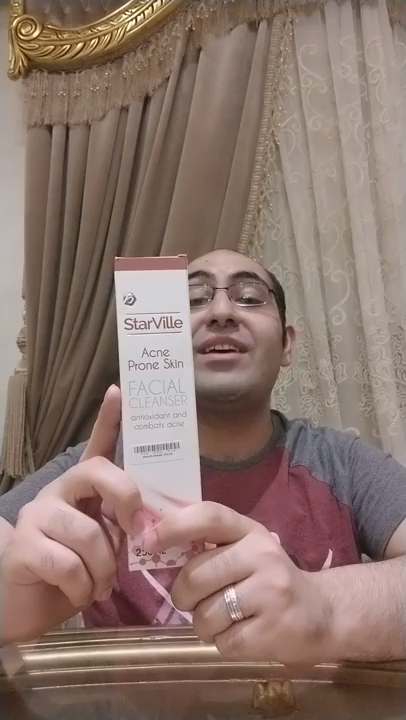 StarVille
Acne
Prone Skin
FACIAL
CLEANSER
antioxidant and
combats acne